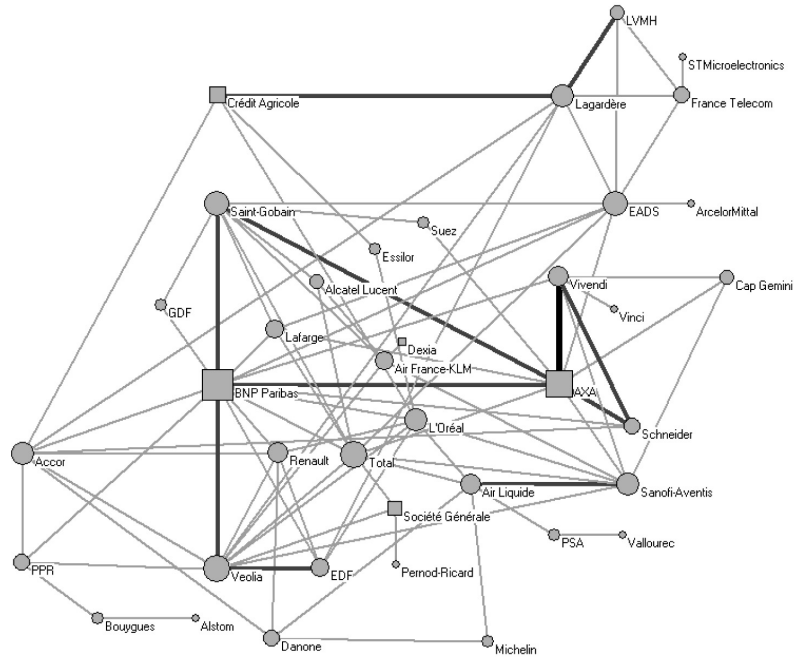 LVMH
STMicroelectronics
Crédit Agricole
Lagardère
France Telecom
Saint-Gobain
EADS
ArcelorMittal
Suez
Essilor
Vivendi
Cap Gemini
Alcatel Lucent
GDF
Vinci
Lafarge
Dexia
Air France-KLM
BNP Paribas
AXA
L'Oréal
Schneider
Accor
Renault
Total
Air Liquide
Sanofi-Aventis
Société Générale
PSA
Vallourec
PPR
Veolia
EDF
Pernod-Ricard
Bouygues
Alstom
Danone
Michelin